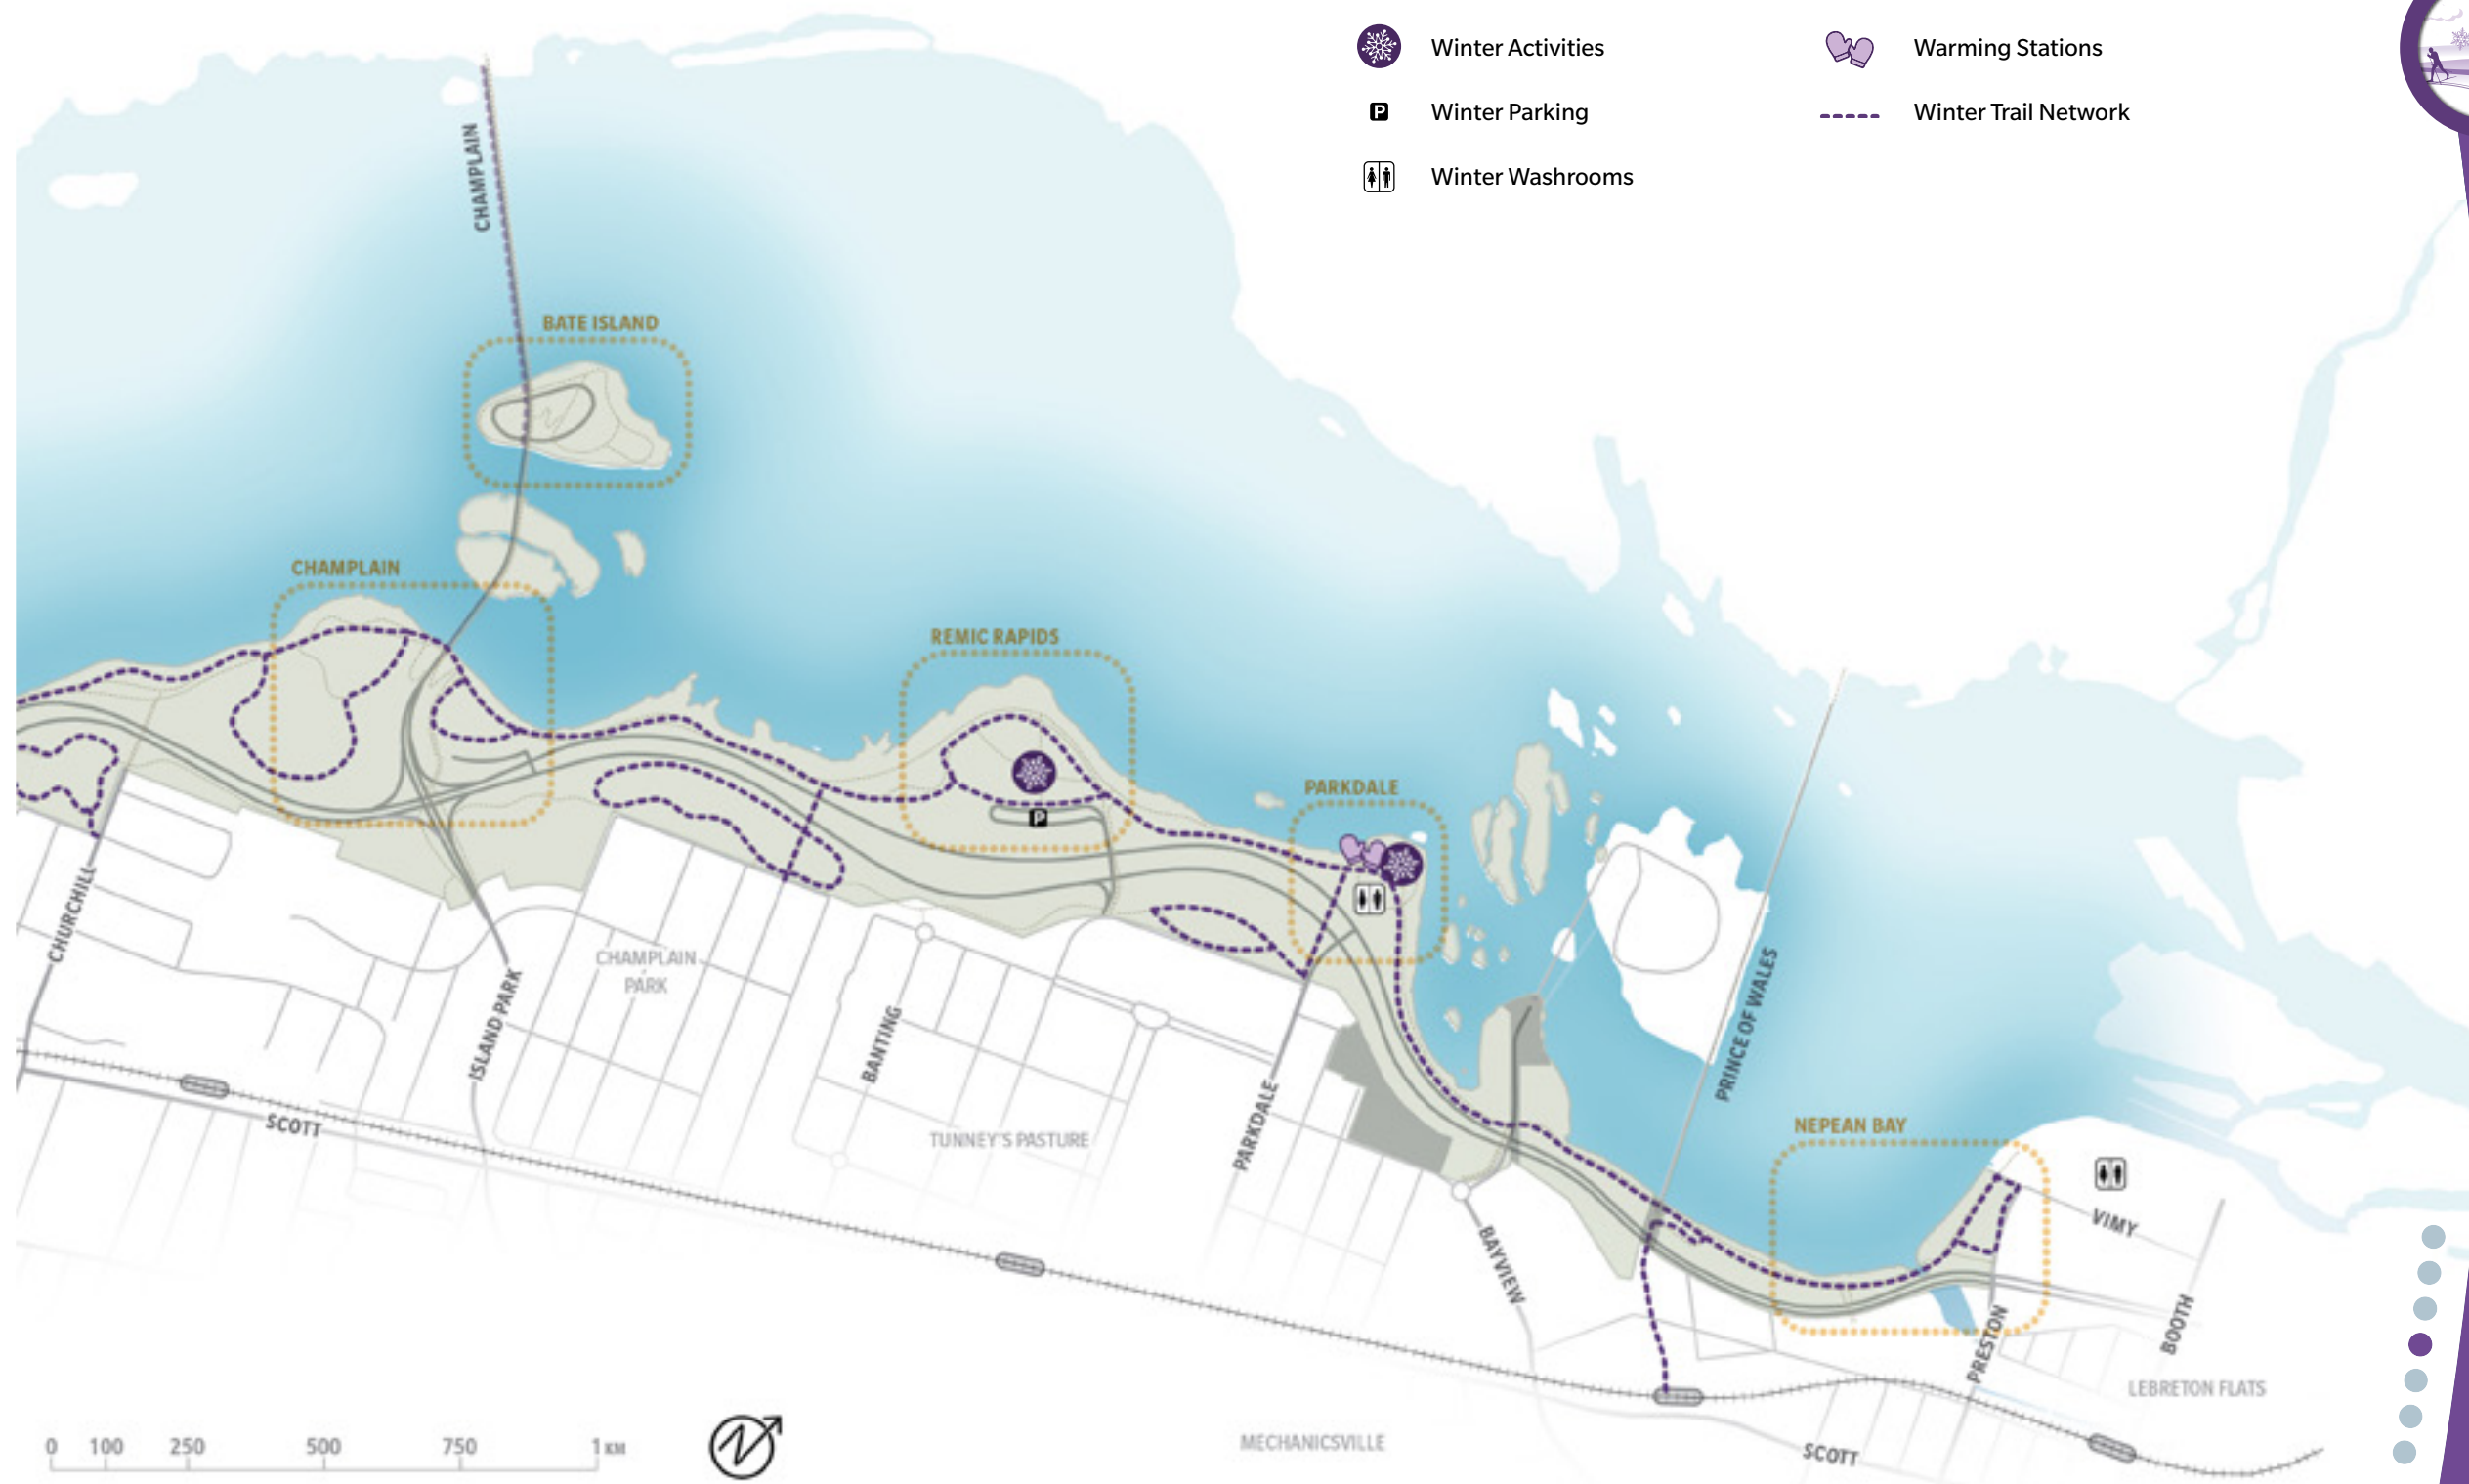 Winter Activities
Warming Stations
P
Winter Parking
Winter Trail Network
Winter Washrooms
CHAMPLAIN
BATE ISLAND
CHAMPLAIN
REMIC RAPIDS
P
PARKDALE
CHURCHILL
CHAMPLAIN
PARK
ISLAND PARK
BANTING
PRINCE OF WALES
PARKDALE
SCOTT
TUNNEY'S PASTURE
NEPEAN BAY
VIMY
BAYVIEW
BOOTH
PRESTON
LEBRETON FLATS
MECHANICSVILLE
SCOTT
0 100 250 500 750 1 KM
N